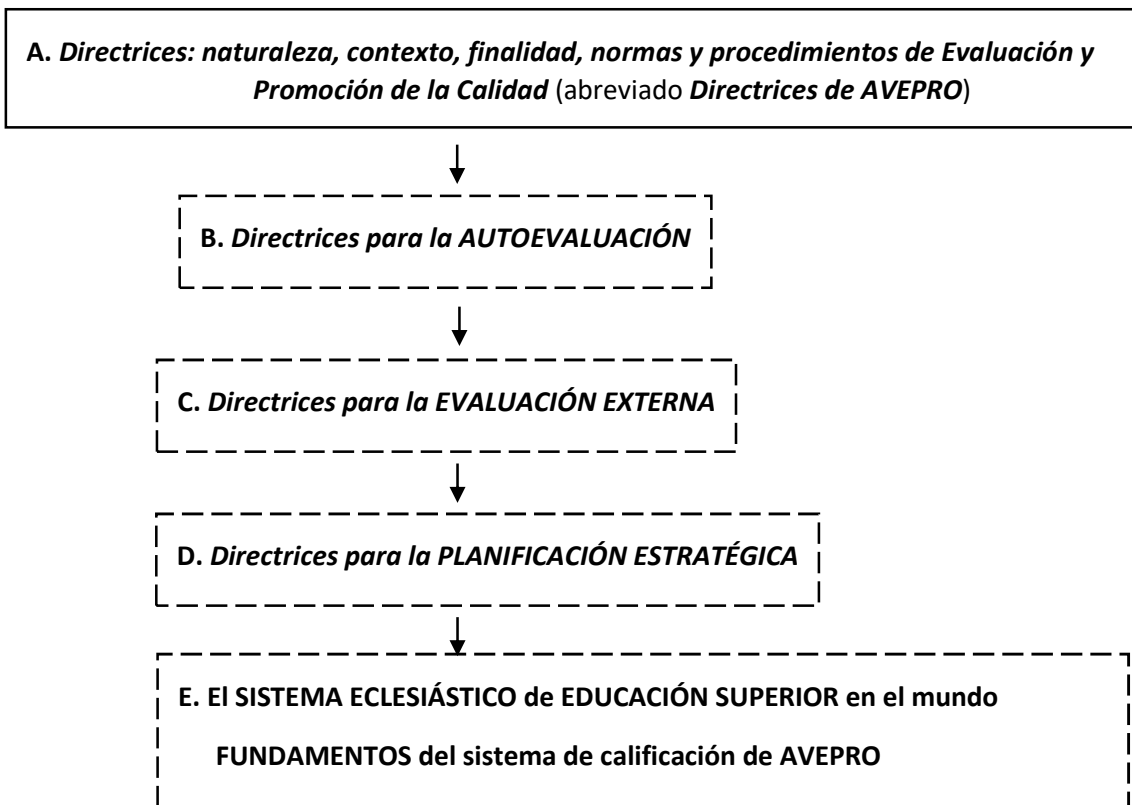 A. Directrices: naturaleza, contexto, finalidad, normas y procedimientos de Evaluación y
Promoción de la Calidad (abreviado Directrices de AVEPRO)
B. Directrices para la AUTOEVALUACIÓN
C. Directrices para la EVALUACIÓN EXTERNA
D. Directrices para la PLANIFICACIÓN ESTRATÉGICA
E. El SISTEMA ECLESIÁSTICO de EDUCACIÓN SUPERIOR en el mundo
FUNDAMENTOS del sistema de calificación de AVEPRO